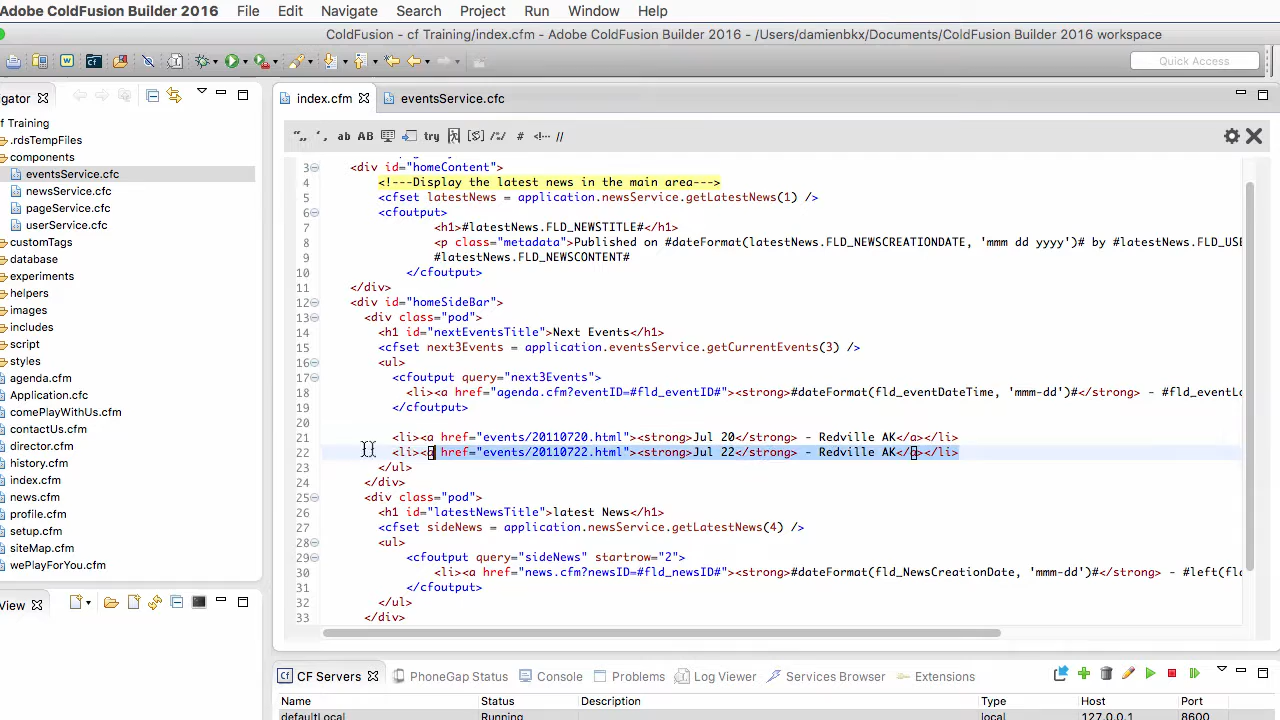 Adobe ColdFusion Builder 2016 File Edit Navigate Search Project Run Window Help
ColdFusion - cf Training/index.cfm - Adobe ColdFusion Builder 2016 - /Users/damienbkx/Documents/ColdFusion Builder 2016 workspace
Quick Access
igator
index.cfm
eventsService.cfc
f Training
.rdsTempFiles
components
eventsService.cfc
newsService.cfc
pageService.cfc
userService.cfc
customTags
database
experiments
helpers
images
includes
script
styles
agenda.cfm
Application.cfc
comePlayWithUs.cfm
contactUs.cfm
director.cfm
history.cfm
index.cfm
news.cfm
profile.cfm
setup.cfm
siteMap.cfm
wePlayForYou.cfm
View
ab AB try #
3 <div id="homeContent">
4 <!---Display the latest news in the main area--->
5 <cfset latestNews = application.newsService.getLatestNews(1) />
6 <cfoutput>
7 <h1>#latestNews.FLD_NEWSTITLE#</h1>
8 <p class="metadata">Published on #dateFormat(latestNews.FLD_NEWSCREATIONDATE, 'mmm dd yyyy')# by #latestNews.FLD_USE
9 #latestNews.FLD_NEWSCONTENT#
10 </cfoutput>
11 </div>
12 <div id="homeSideBar">
13 <div class="pod">
14 <h1 id="nextEventsTitle">Next Events</h1>
15 <cfset next3Events = application.eventsService.getCurrentEvents(3) />
16 <ul>
17 <cfoutput query="next3Events">
18 <li><a href="agenda.cfm?eventID=#fld_eventID#"><strong>#dateFormat(fld_eventDateTime, 'mmm-dd')#</strong> - #fld_eventLo
19 </cfoutput>
20
21 <li><a href="events/20110720.html"><strong>Jul 20</strong> - Redville AK</a></li>
22 <li><a href="events/20110722.html"><strong>Jul 22</strong> - Redville AK</a></li>
23 </ul>
24 </div>
25 <div class="pod">
26 <h1 id="latestNewsTitle">latest News</h1>
27 <cfset sideNews = application.newsService.getLatestNews(4) />
28 <ul>
29 <cfoutput query="sideNews" startrow="2">
30 <li><a href="news.cfm?newsID=#fld_newsID#"><strong>#dateFormat(fld_NewsCreationDate, 'mmm-dd')#</strong> - #left(fl
31 </cfoutput>
32 </ul>
33 </div>
CF Servers PhoneGap Status Console Problems Log Viewer Services Browser Extensions
Name Status Description Type Host Port
defaultLocal Running local 127.0.0.1 8600